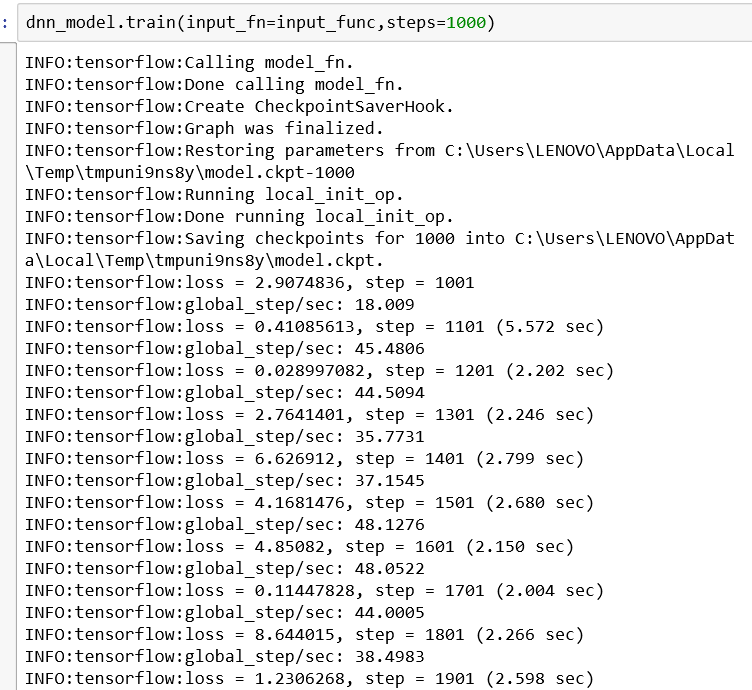 : dnn_model.train(input_fn=input_func,steps=1000)
INFO:tensorflow:Calling model_fn.
INFO:tensorflow:Done calling model_fn.
INFO:tensorflow:Create CheckpointSaverHook.
INFO:tensorflow:Graph was finalized.
INFO:tensorflow:Restoring parameters from C:\Users\LENOVO\AppData\Local
\Temp\tmpuni9ns8y\model.ckpt-1000
INFO:tensorflow:Running local_init_op.
INFO:tensorflow:Done running local_init_op.
INFO:tensorflow:Saving checkpoints for 1000 into C:\Users\LENOVO\AppDat
a\Local\Temp\tmpuni9ns8y\model.ckpt.
INFO:tensorflow:loss = 2.9074836, step = 1001
INFO:tensorflow:global_step/sec: 18.009
INFO:tensorflow:loss = 0.41085613, step = 1101 (5.572 sec)
INFO:tensorflow:global_step/sec: 45.4806
INFO:tensorflow:loss = 0.028997082, step = 1201 (2.202 sec)
INFO:tensorflow:global_step/sec: 44.5094
INFO:tensorflow:loss = 2.7641401, step = 1301 (2.246 sec)
INFO:tensorflow:global_step/sec: 35.7731
INFO:tensorflow:loss = 6.626912, step = 1401 (2.799 sec)
INFO:tensorflow:global_step/sec: 37.1545
INFO:tensorflow:loss = 4.1681476, step = 1501 (2.680 sec)
INFO:tensorflow:global_step/sec: 48.1276
INFO:tensorflow:loss = 4.85082, step = 1601 (2.150 sec)
INFO:tensorflow:global_step/sec: 48.0522
INFO:tensorflow:loss = 0.11447828, step = 1701 (2.004 sec)
INFO:tensorflow:global_step/sec: 44.0005
INFO:tensorflow:loss = 8.644015, step = 1801 (2.266 sec)
INFO:tensorflow:global_step/sec: 38.4983
INFO:tensorflow:loss = 1.2306268, step = 1901 (2.598 sec)